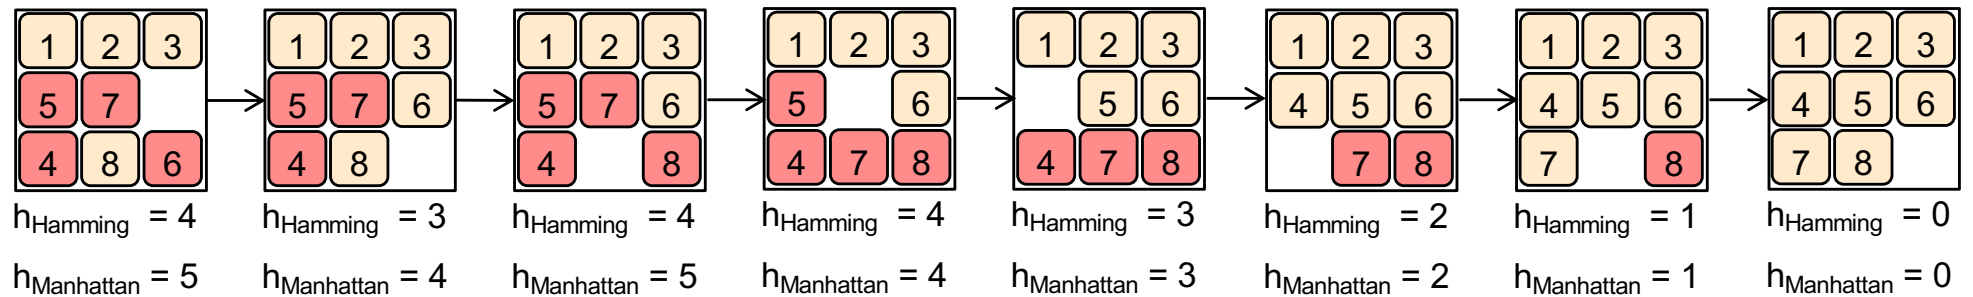 1 2 3 1 2 3 1 2 3 1 2 3 1 2 3 1 2 3 1 2 3 1 2 3
5 7 5 7 6 5 7 6 5 6 5 6 4 5 6 4 5 6 4 5 6
4 8 6 4 8 4 8 4 7 8 4 7 8 7 8 7 8 7 8
hHamming = 4 hHamming = 3 hHamming = 4 hHamming = 4 hHamming = 3 hHamming = 2 hHamming = 1 hHamming = 0
hManhattan = 5 hManhattan = 4 hManhattan = 5 hManhattan = 4 hManhattan = 3 hManhattan = 2 hManhattan = 1 hManhattan = 0